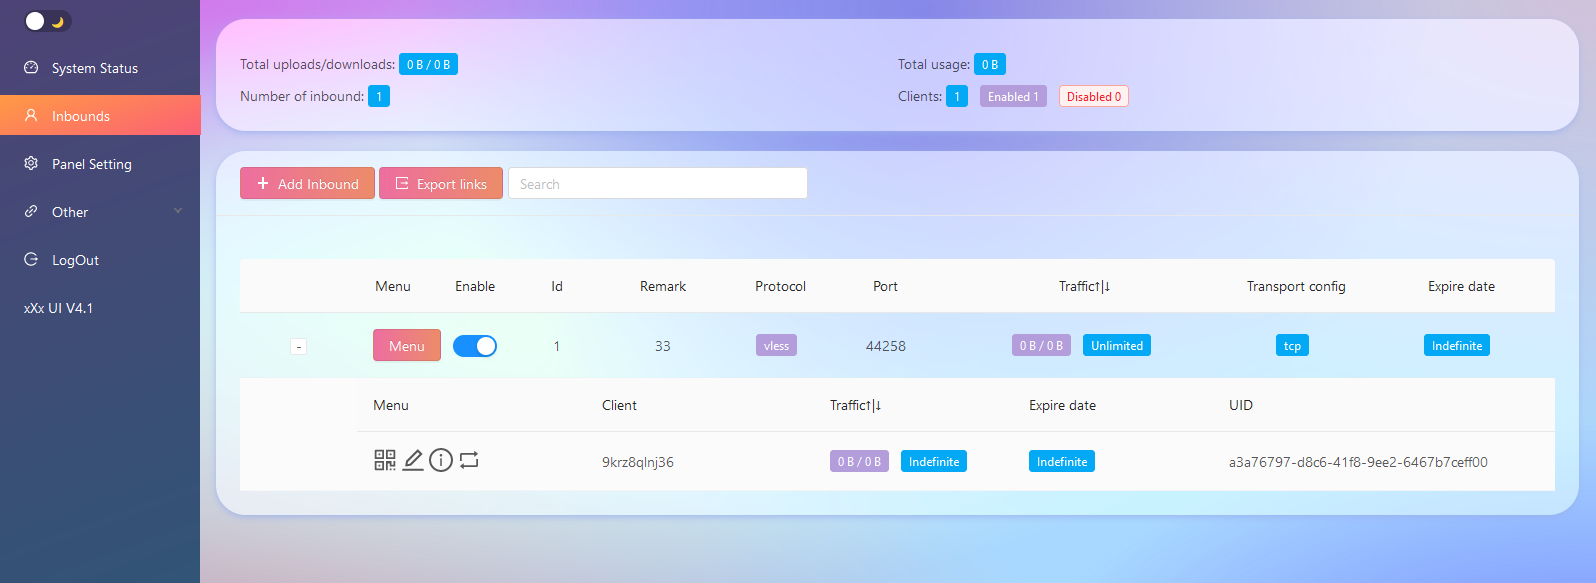 System Status
Inbounds
Panel Setting
Other
LogOut
xXx UI V4.1
Total uploads/downloads: 0 B / 0 B
Total usage: 0 B
Number of inbound: 1
Clients: 1 Enabled 1 Disabled 0
+ Add Inbound Export links Search
Menu Enable Id Remark Protocol Port Traffic↑|↓ Transport config Expire date
- Menu 1 33 vless 44258 0 B / 0 B Unlimited tcp Indefinite
Menu Client Traffic↑|↓ Expire date UID
9krz8qlnj36 0 B / 0 B Indefinite Indefinite a3a76797-d8c6-41f8-9ee2-6467b7ceff00